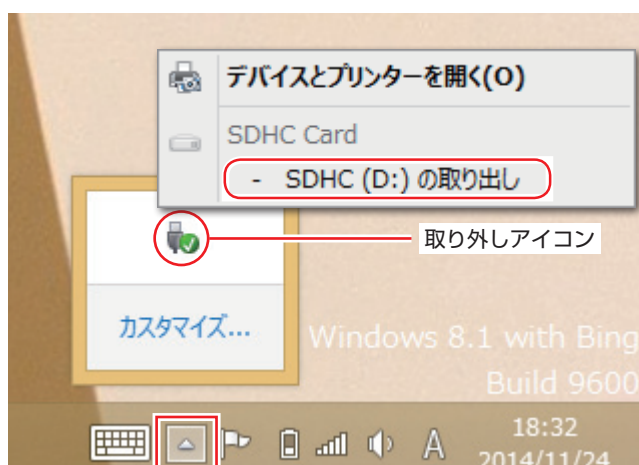 デバイスとプリンターを開く(O)
SDHC Card
- SDHC (D:) の取り出し
取り外しアイコン
カスタマイズ...
Windows 8.1 with Bing
Build 9600
A
18:32
2014/11/24